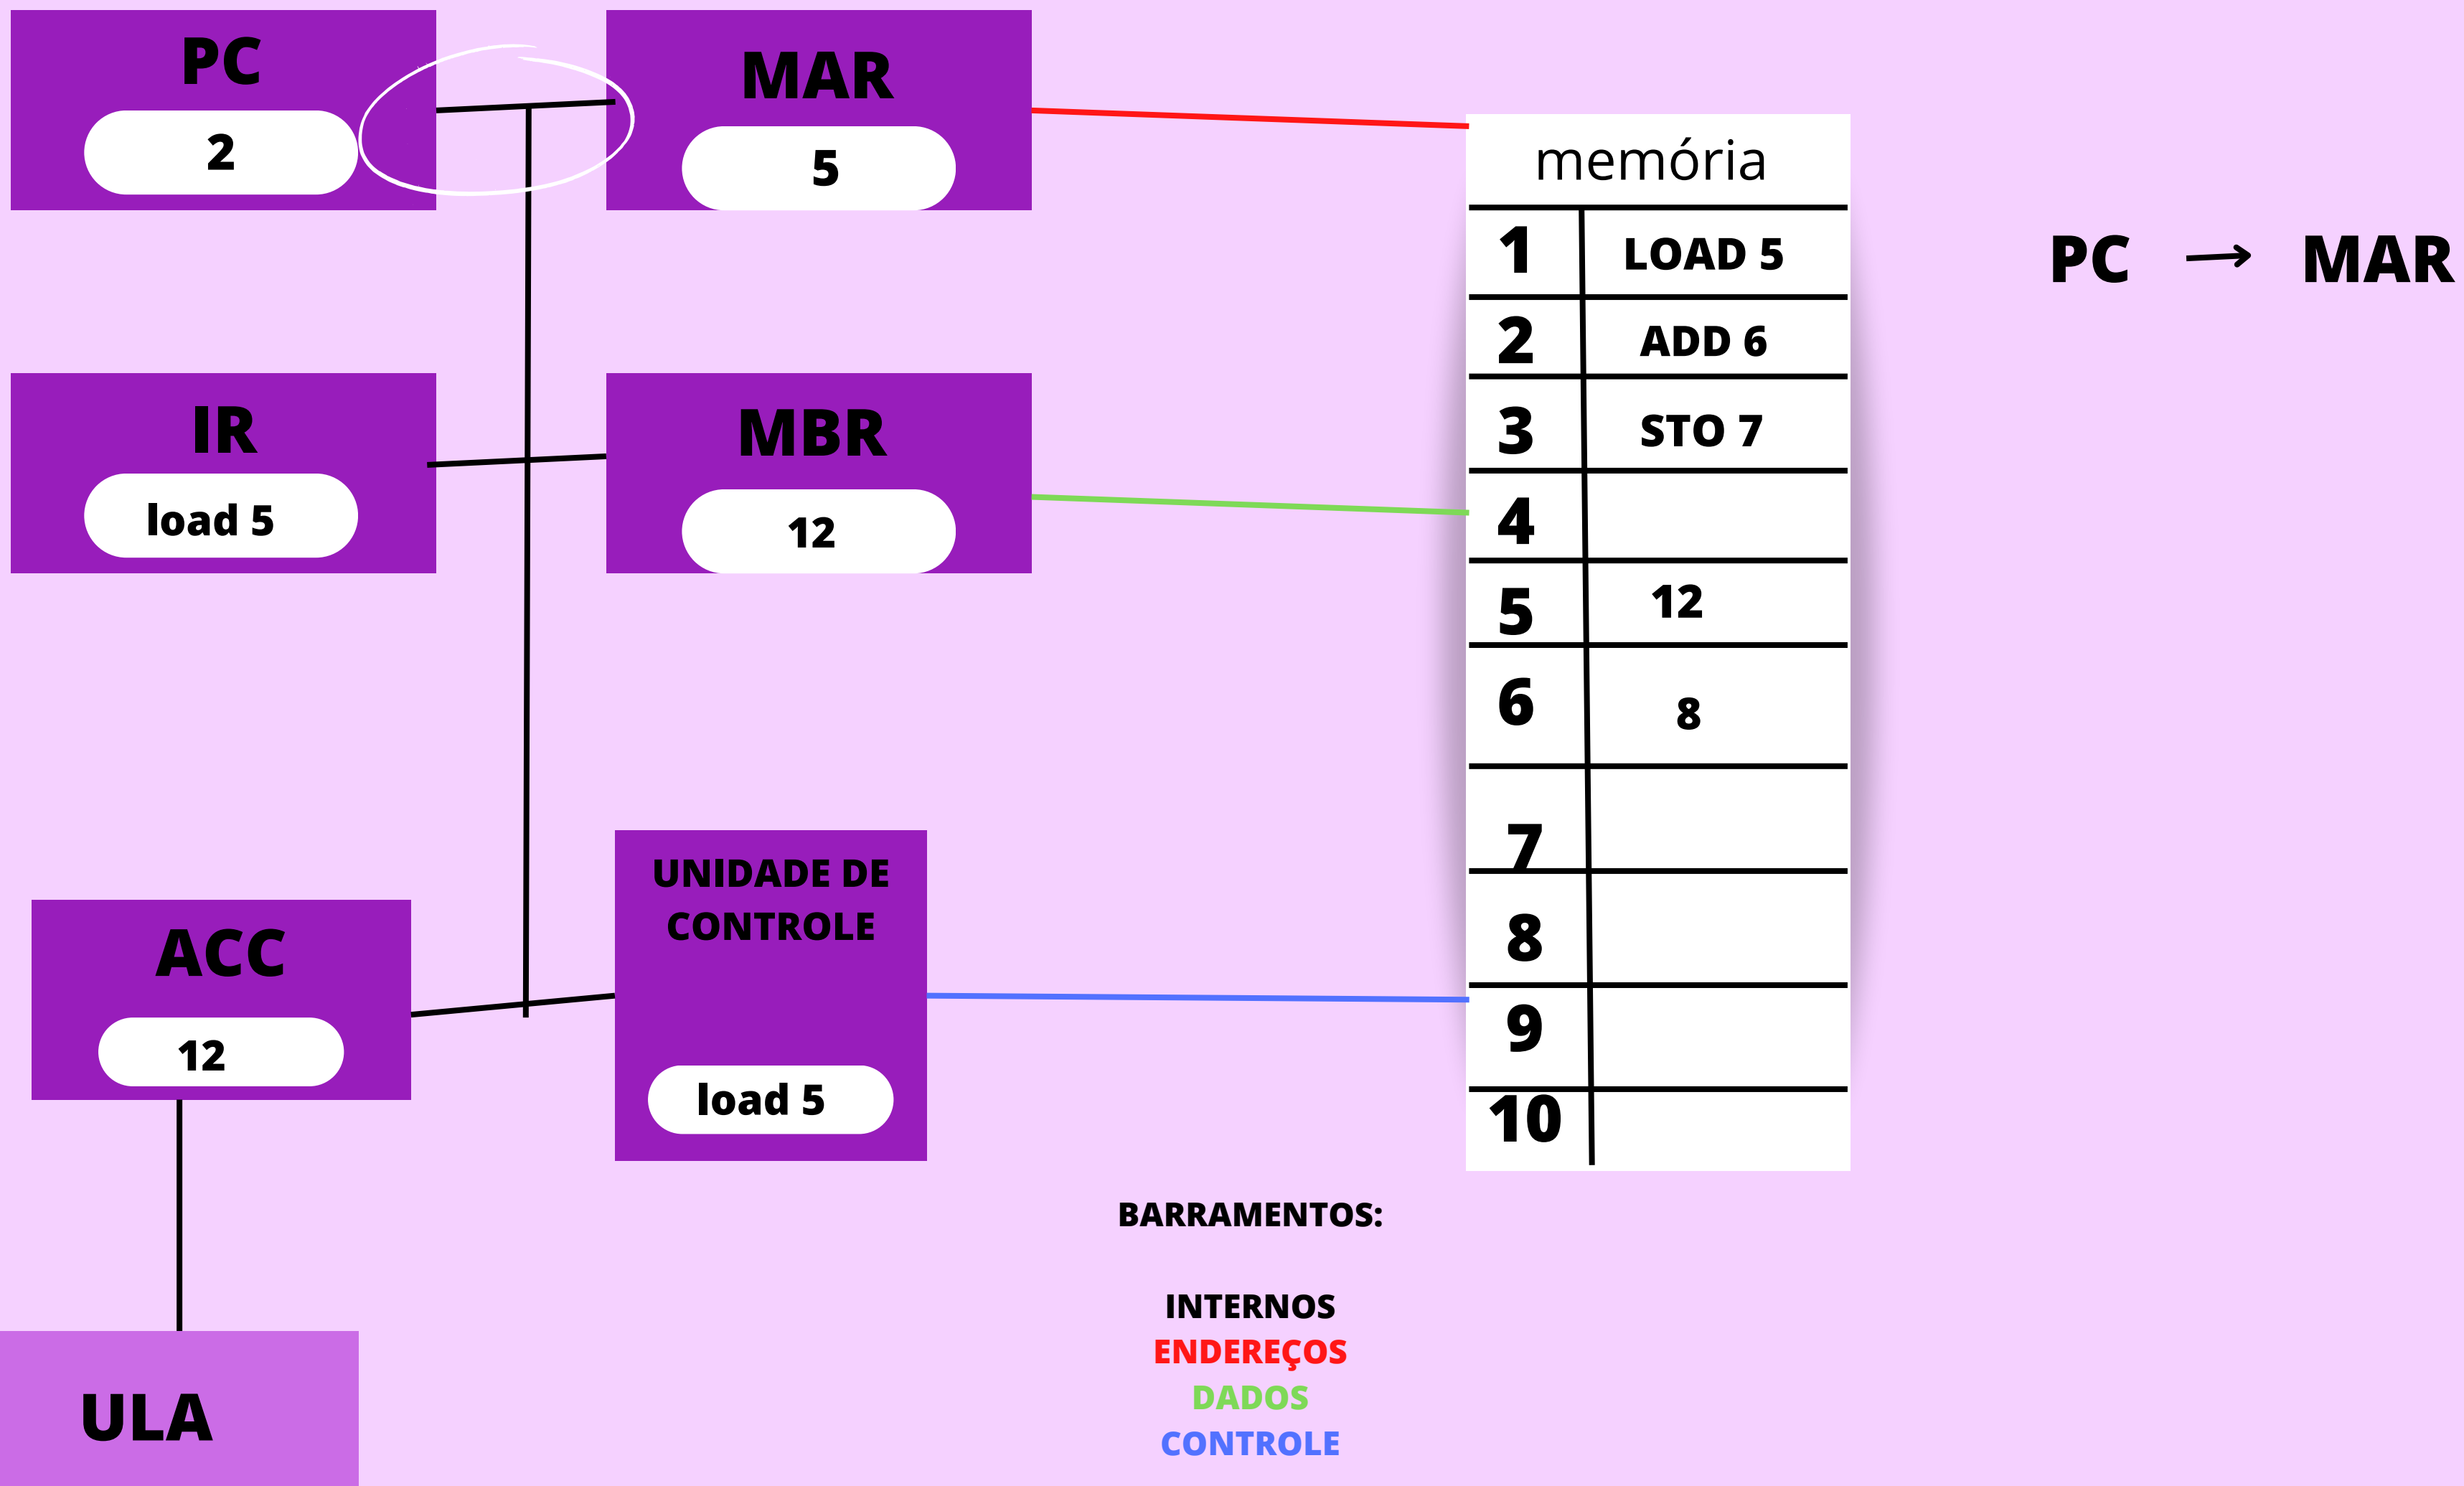 PC
2
MAR
5
IR
load 5
MBR
12
ACC
12
UNIDADE DE
CONTROLE
load 5
ULA
memória
1 LOAD 5
2 ADD 6
3 STO 7
4
5 12
6 8
7
8
9
10
PC → MAR
BARRAMENTOS:
INTERNOS
ENDEREÇOS
DADOS
CONTROLE